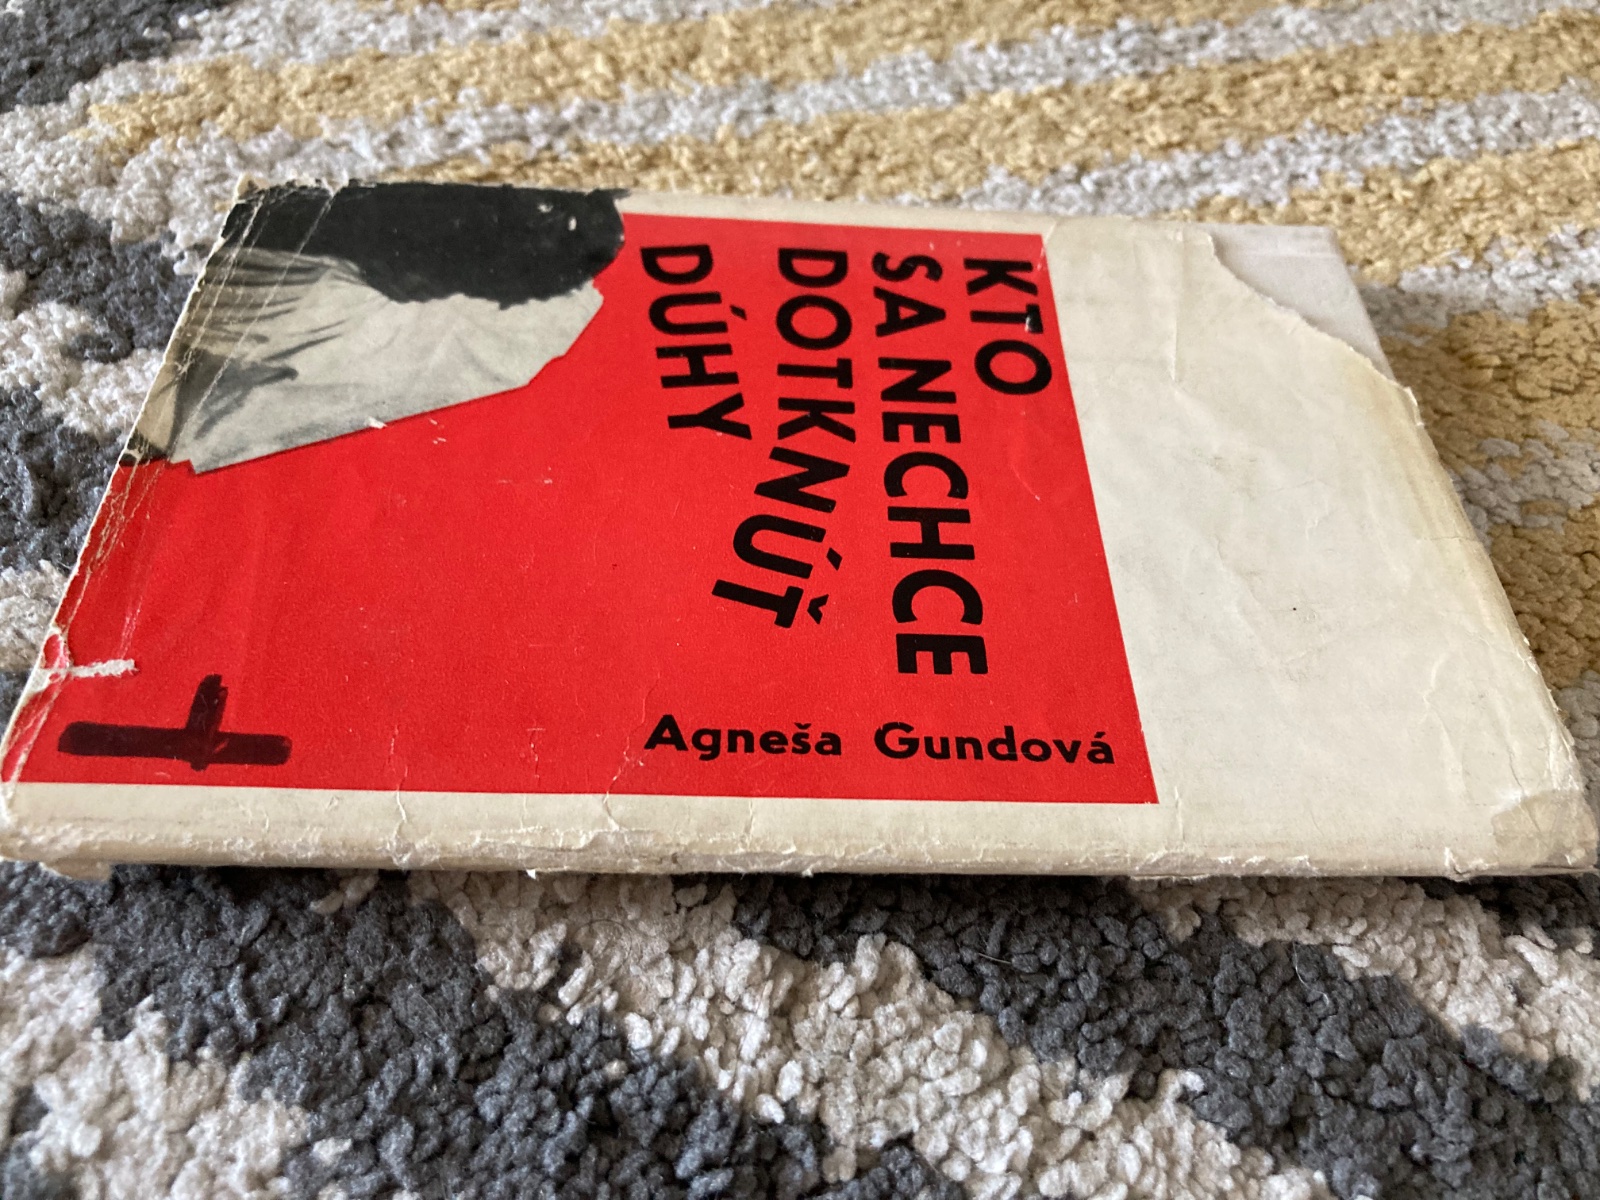 KTO
SA NECHCE
DOTKNÚŤ
DÚHY
Agneša Gundová